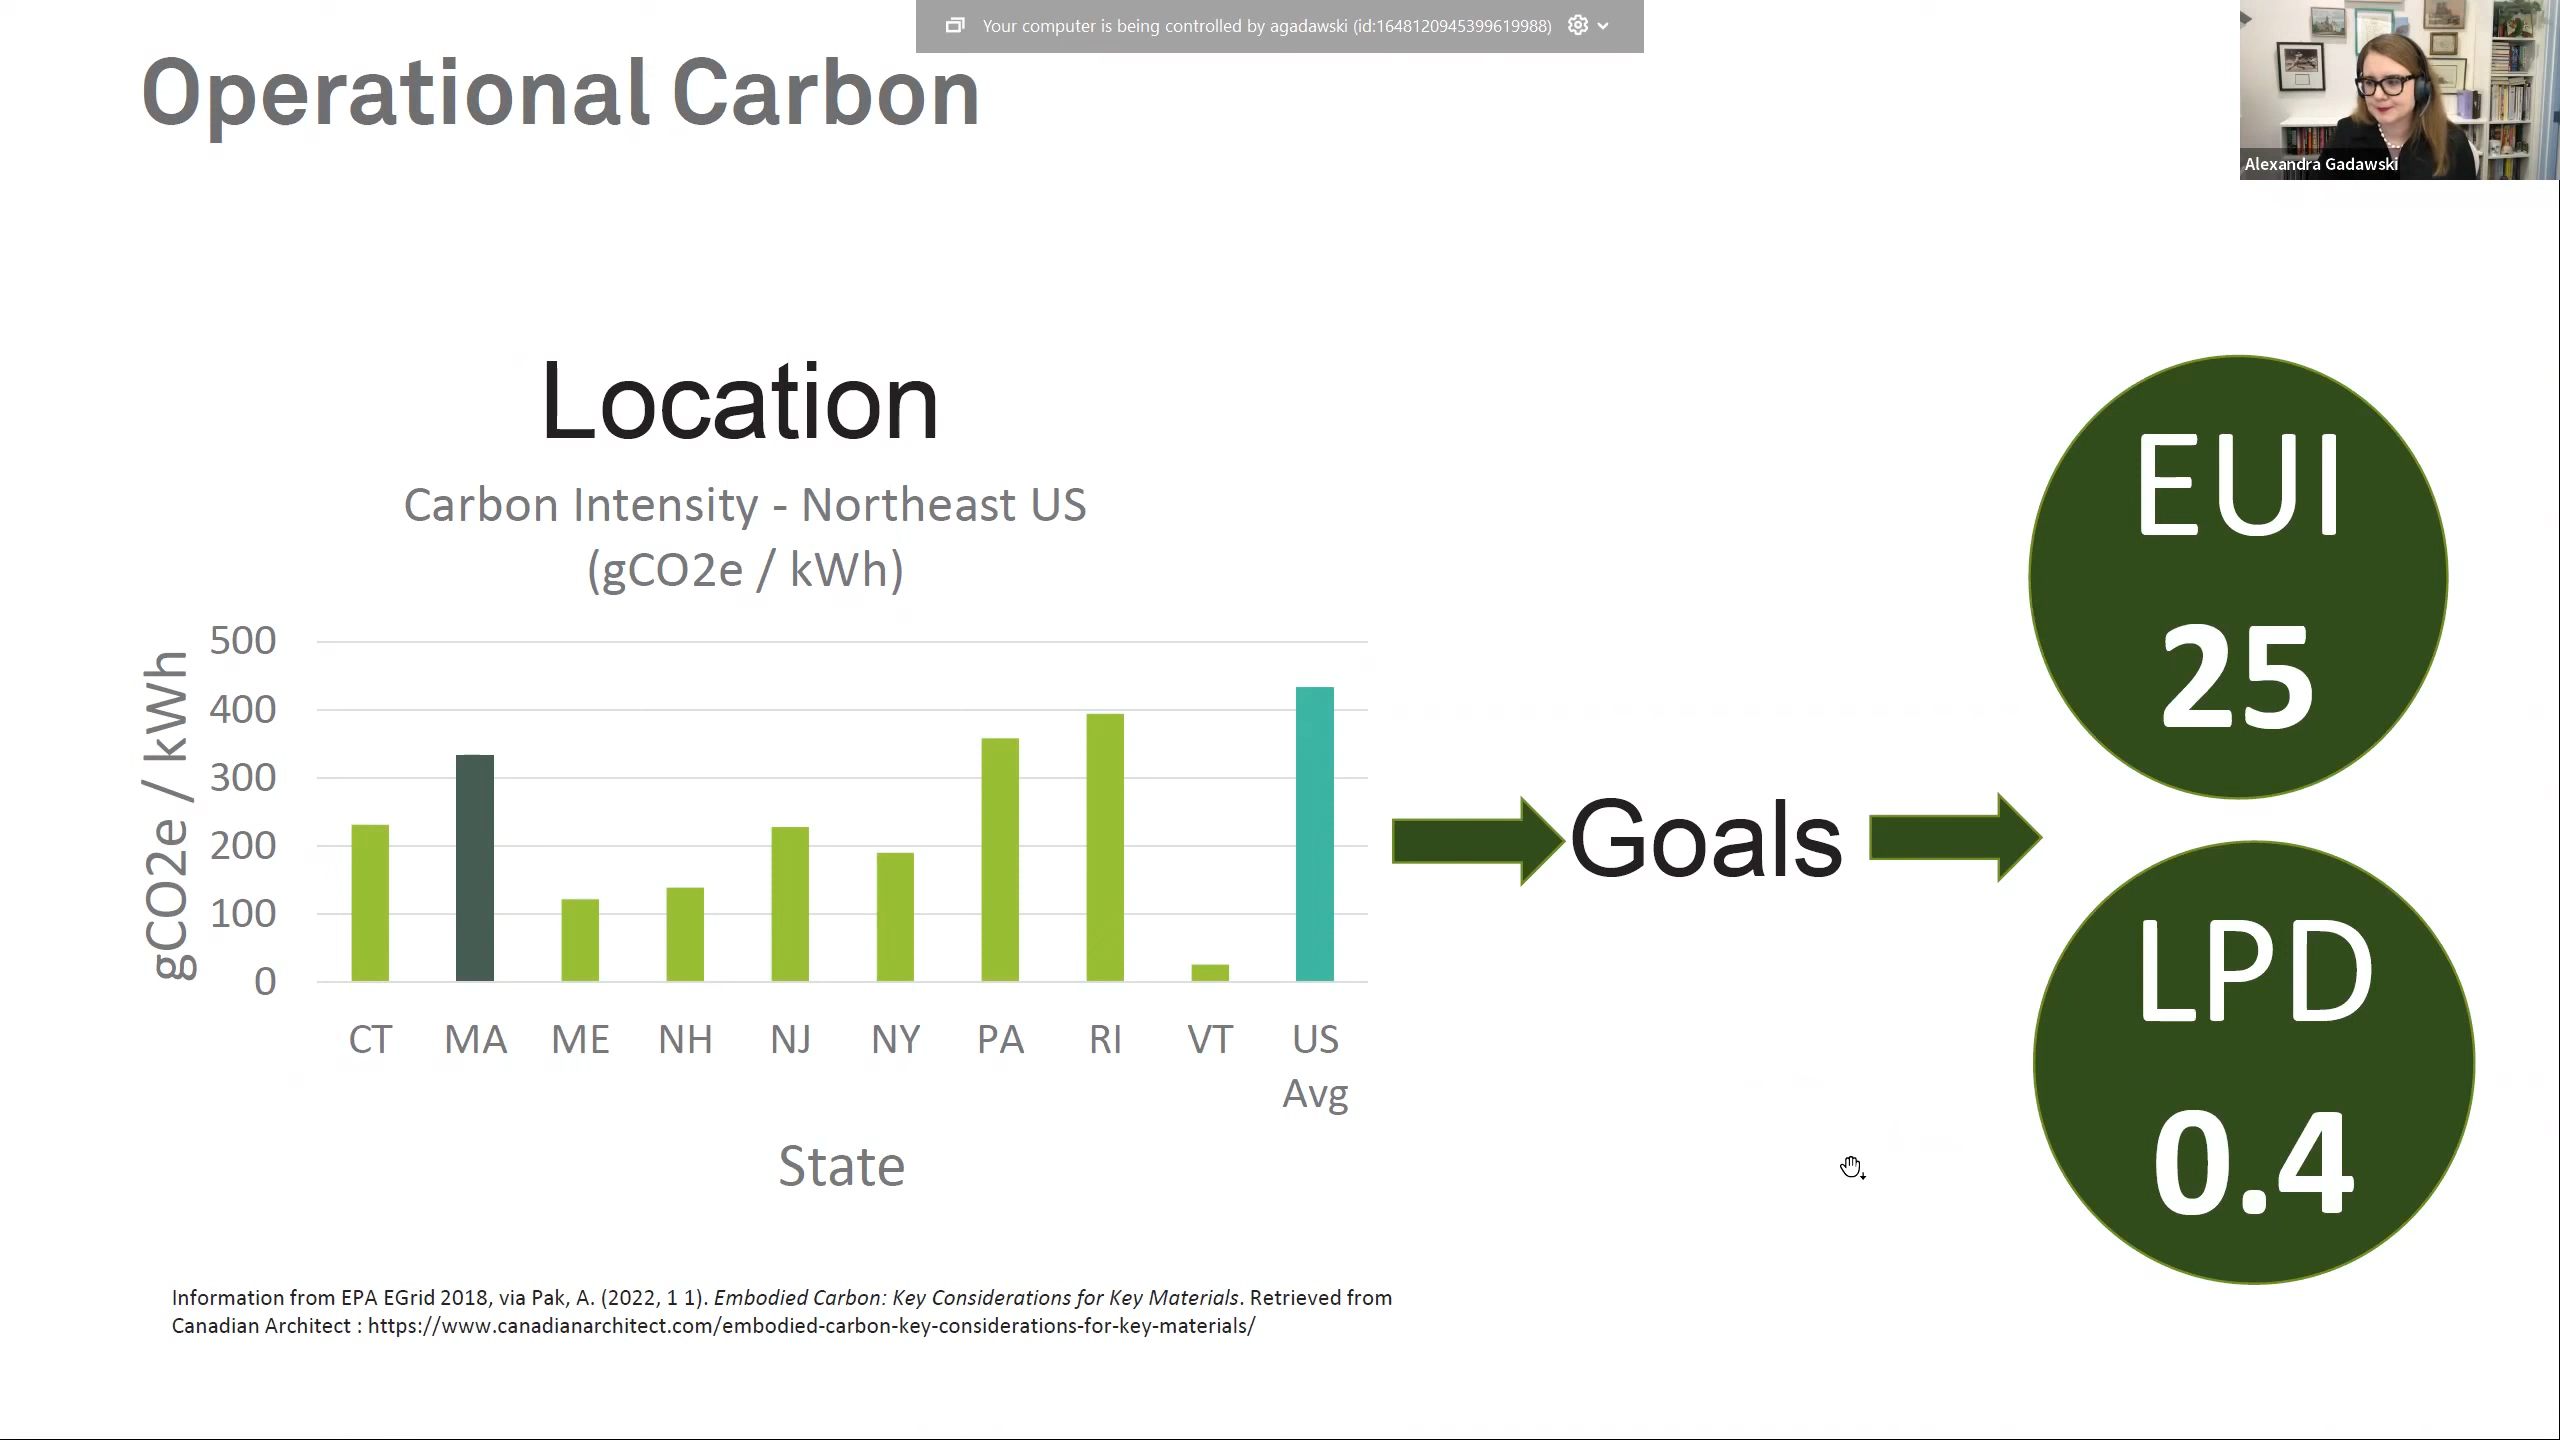 Your computer is being controlled by agadawski (id:1648120945399619988)
Operational Carbon
Alexandra Gadawski
Location
Carbon Intensity - Northeast US
(gCO2e / kWh)
gCO2e / kWh
500
400
300
200
100
0
CT MA ME NH NJ NY PA RI VT US
Avg
State
Goals
EUI
25
LPD
0.4
Information from EPA EGrid 2018, via Pak, A. (2022, 1 1). Embodied Carbon: Key Considerations for Key Materials. Retrieved from
Canadian Architect : https://www.canadianarchitect.com/embodied-carbon-key-considerations-for-key-materials/